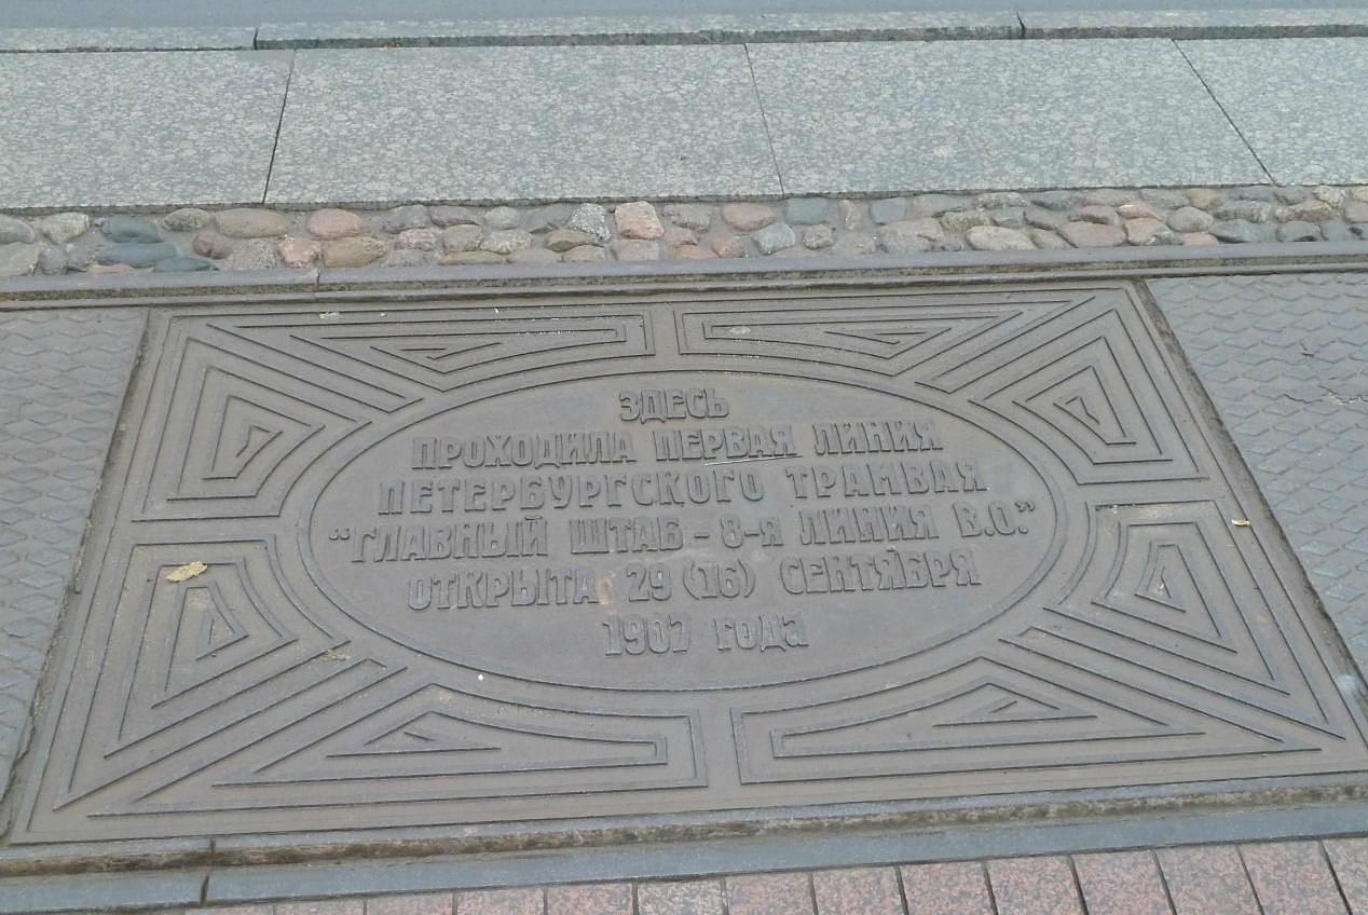 ЗДЕСЬ
ПРОХОДИЛА ПЕРВАЯ ЛИНИЯ
ПЕТЕРБУРГСКОГО ТРАМВАЯ
"ГЛАВНЫЙ ШТАБ - 8-Я ЛИНИЯ В.О."
ОТКРЫТА 29 (16) СЕНТЯБРЯ
1907 ГОДА